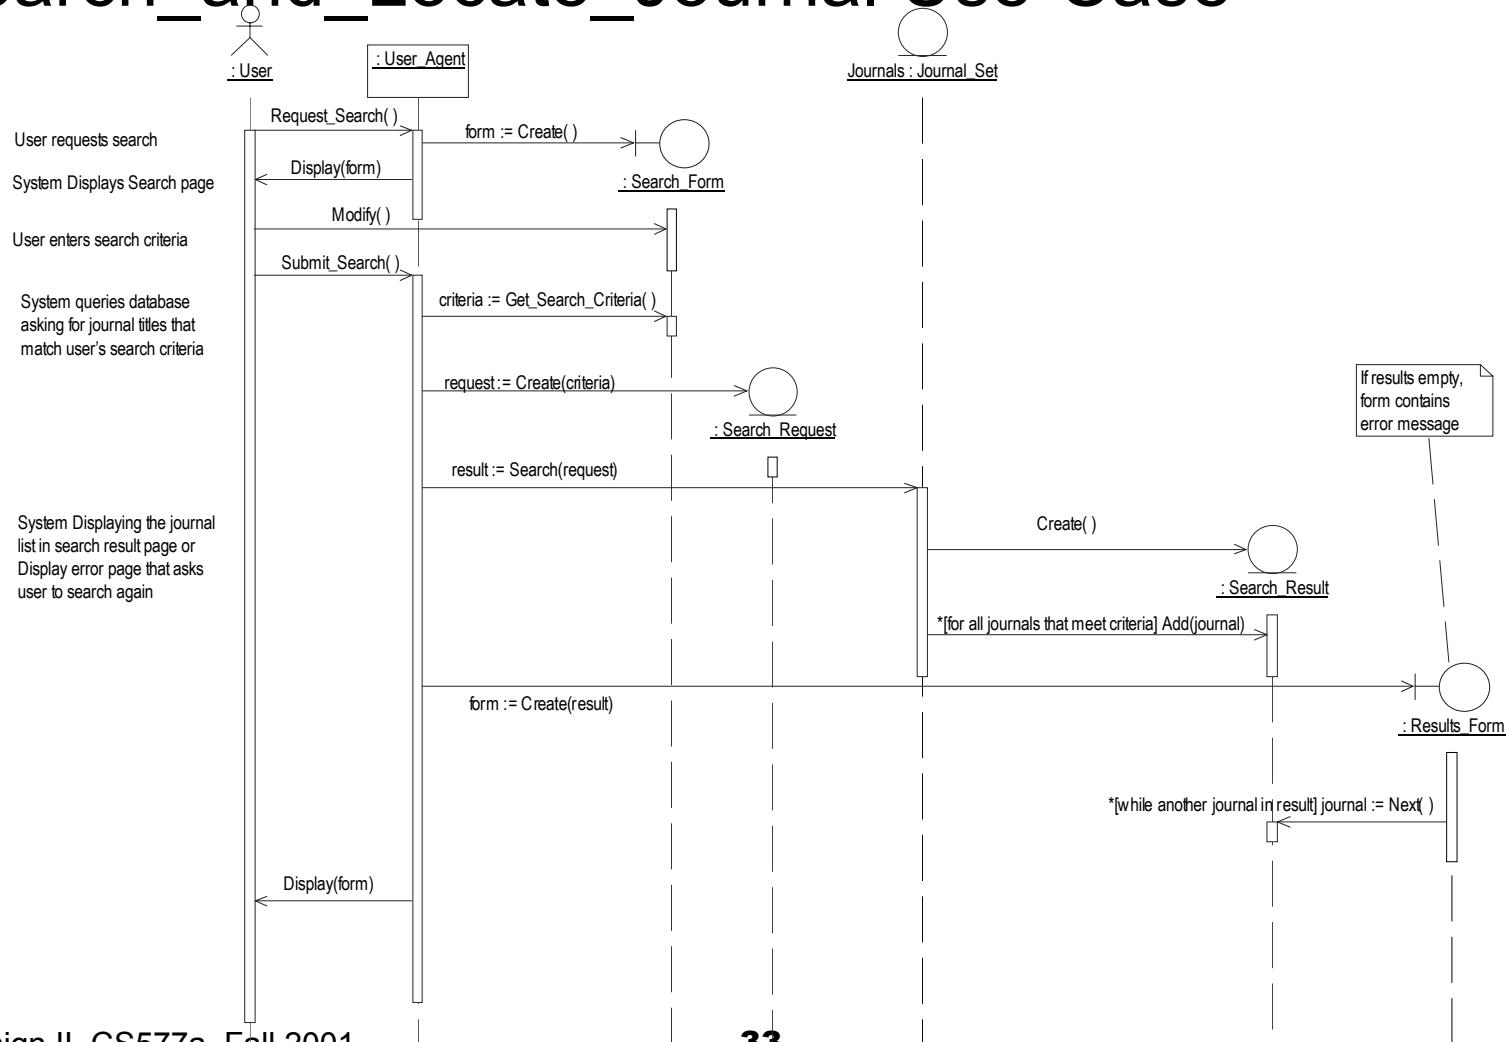 : User
: User_Agent
Journals : Journal_Set
Request_Search( )
form := Create( )
User requests search
Display(form)
: Search_Form
System Displays Search page
Modify( )
User enters search criteria
Submit_Search( )
System queries database
asking for journal titles that
match user's search criteria
criteria := Get_Search_Criteria( )
request := Create(criteria)
: Search_Request
If results empty,
form contains
error message
result := Search(request)
System Displaying the journal
list in search result page or
Display error page that asks
user to search again
Create( )
: Search_Result
*[for all journals that meet criteria] Add(journal)
form := Create(result)
: Results_Form
*[while another journal in result] journal := Next( )
Display(form)
II, CS577a, Fall 2001
33